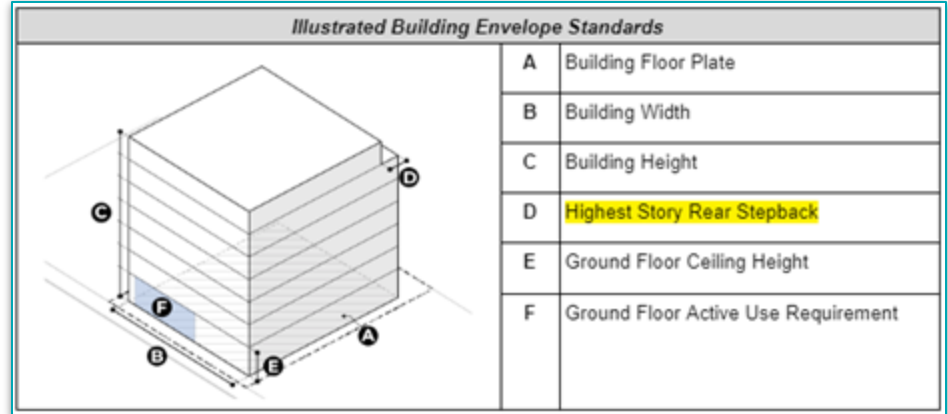 Illustrated Building Envelope Standards
A Building Floor Plate
B Building Width
C Building Height
D Highest Story Rear Stepback
E Ground Floor Ceiling Height
F Ground Floor Active Use Requirement
D
C
F
A
B
E